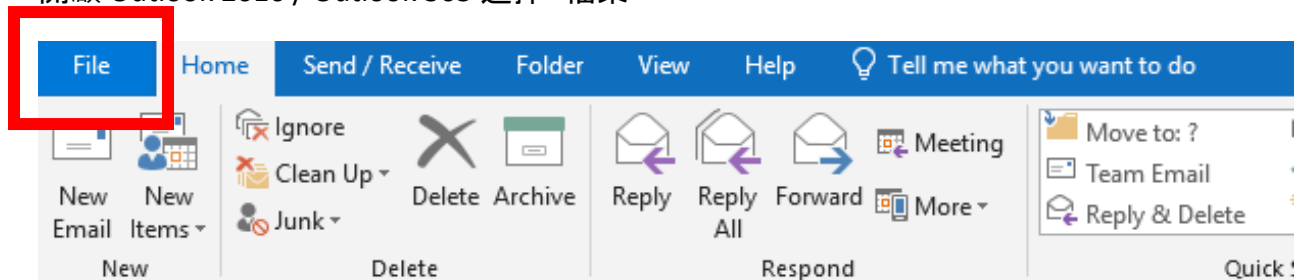 File Home Send / Receive Folder View Help Tell me what you want to do
Ignore
Clean Up
Junk
Delete Archive
New Email
New Items
Reply
Reply All
Forward
Meeting
More
Move to: ?
Team Email
Reply & Delete
New Delete Respond Quick